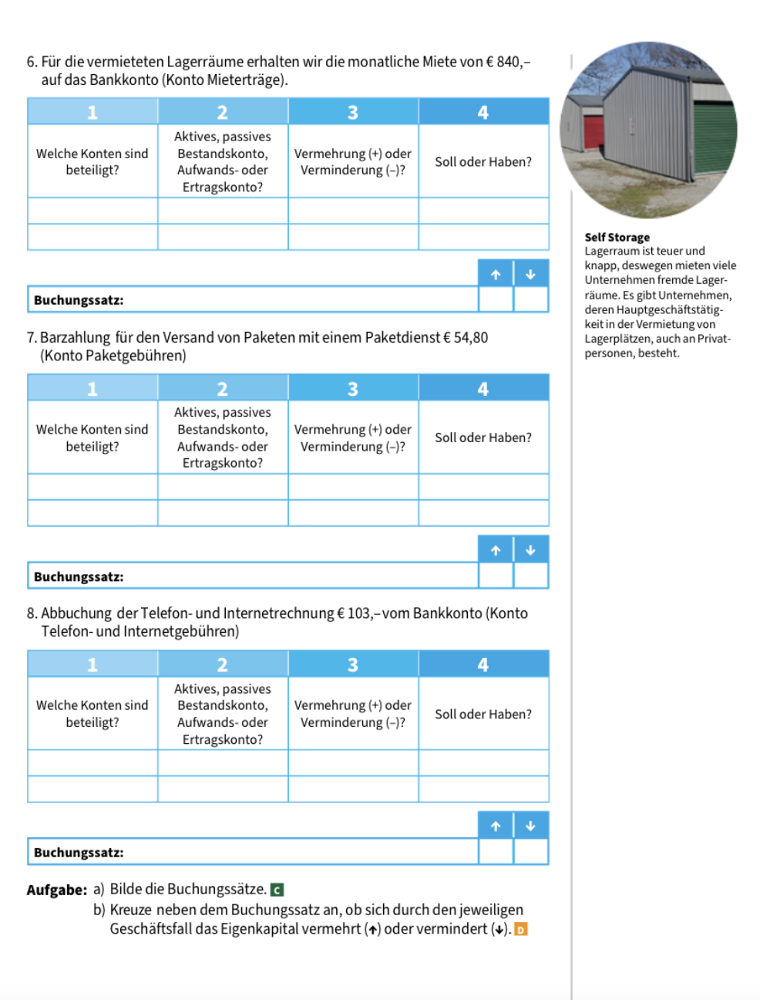 6. Für die vermieteten Lagerräume erhalten wir die monatliche Miete von € 840,–
auf das Bankkonto (Konto Mieterträge).
1 2 3 4
Welche Konten sind
beteiligt?
Aktives, passives
Bestandskonto,
Aufwands- oder
Ertragskonto?
Vermehrung (+) oder
Verminderung (–)?
Soll oder Haben?
↑ ↓
Buchungssatz:
7. Barzahlung für den Versand von Paketen mit einem Paketdienst € 54,80
(Konto Paketgebühren)
1 2 3 4
Welche Konten sind
beteiligt?
Aktives, passives
Bestandskonto,
Aufwands- oder
Ertragskonto?
Vermehrung (+) oder
Verminderung (–)?
Soll oder Haben?
↑ ↓
Buchungssatz:
8. Abbuchung der Telefon- und Internetrechnung € 103,– vom Bankkonto (Konto
Telefon- und Internetgebühren)
1 2 3 4
Welche Konten sind
beteiligt?
Aktives, passives
Bestandskonto,
Aufwands- oder
Ertragskonto?
Vermehrung (+) oder
Verminderung (–)?
Soll oder Haben?
↑ ↓
Buchungssatz:
Aufgabe: a) Bilde die Buchungssätze. C
b) Kreuze neben dem Buchungssatz an, ob sich durch den jeweiligen
Geschäftsfall das Eigenkapital vermehrt (↑) oder vermindert (↓). D
Self Storage
Lagerraum ist teuer und
knapp, deswegen mieten viele
Unternehmen fremde Lager-
räume. Es gibt Unternehmen,
deren Hauptgeschäftstätig-
keit in der Vermietung von
Lagerplätzen, auch an Privat-
personen, besteht.